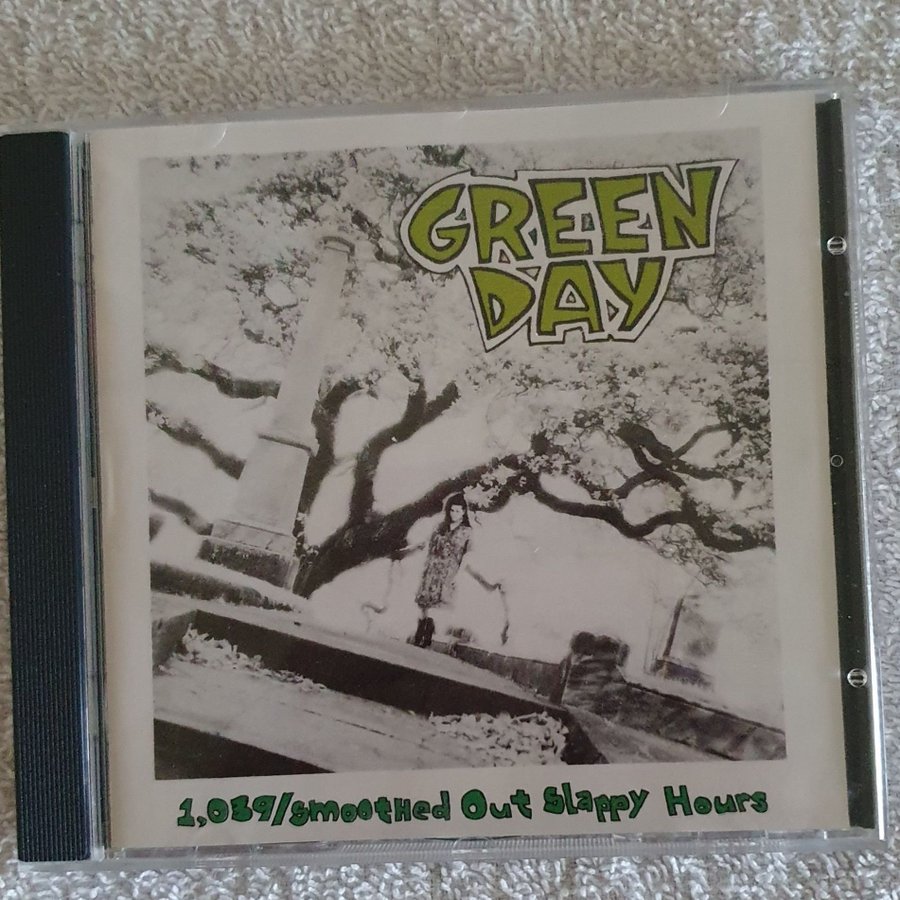 GREEN
DAY
1,039/Smoothed Out Slappy Hours